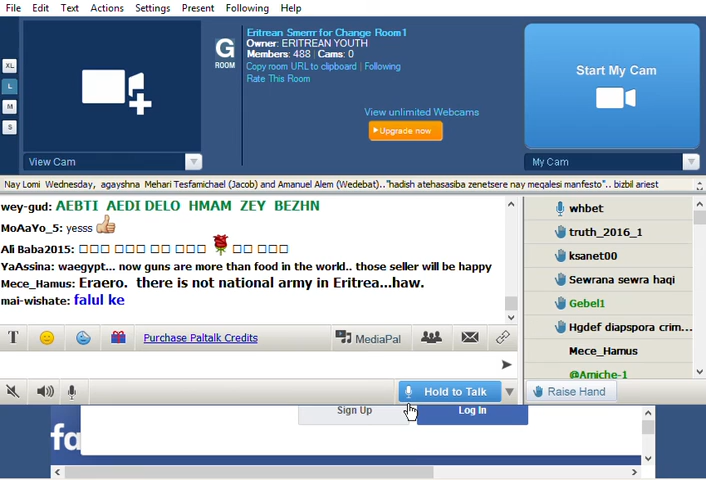 File Edit Text Actions Settings Present Following Help
XL
L
M
S
View Cam
G
ROOM
Eritrean Smerrr for Change Room1
Owner: ERITREAN YOUTH
Members: 488 Cams: 0
Copy room URL to clipboard | Following
Rate This Room
View unlimited Webcams
Upgrade now
Start My Cam
My Cam
Nay Lomi Wednesday, agayshna Mehari Tesfamichael (Jacob) and Amanuel Alem (Wedebat).."hadish atehasasiba zenetsere nay meqalesi manfesto".. bizbil ariest
wey-gud: AEBTI AEDI DELO HMAM ZEY BEZHN
MoAaYo_5: yesss
Ali Baba2015:
YaAssina: waegypt... now guns are more than food in the world.. those seller will be happy
Mece_Hamus: Eraero. there is not national army in Eritrea...haw.
mai-wishate: falul ke
whbet
truth_2016_1
ksanet00
Sewrana sewra haqi
Gebel1
Hgdef diapspora crim...
Mece_Hamus
@Amiche-1
T
Purchase Paltalk Credits
MediaPal
Hold to Talk
Raise Hand
fa
Sign Up
Log In